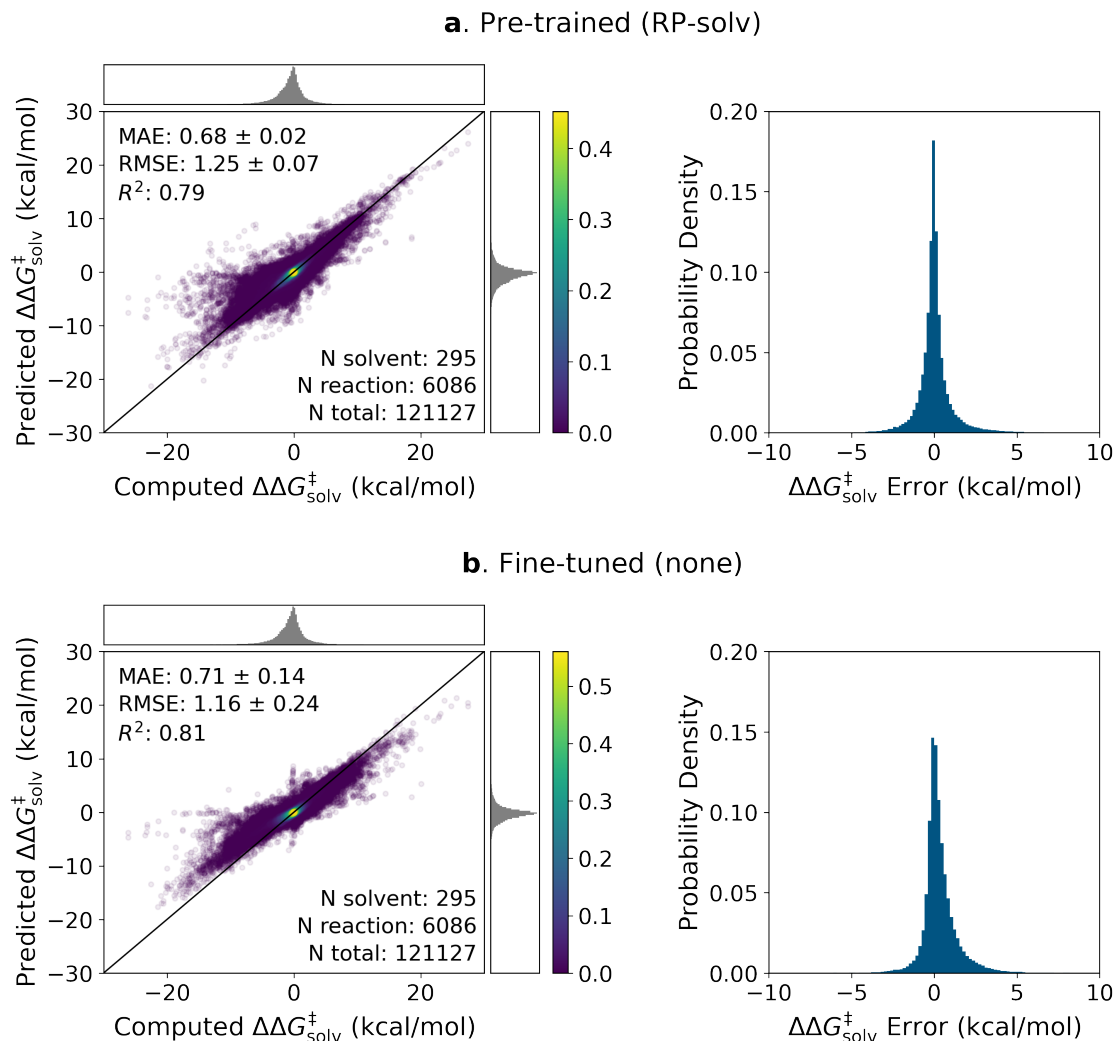 a. Pre-trained (RP-solv)
MAE: 0.68 ± 0.02
RMSE: 1.25 ± 0.07
R²: 0.79
N solvent: 295
N reaction: 6086
N total: 121127
30
20
10
0
−10
−20
−30
−20
0
20
Predicted ΔΔG‡solv (kcal/mol)
Computed ΔΔG‡solv (kcal/mol)
0.4
0.3
0.2
0.1
0.0
Probability Density
0.20
0.15
0.10
0.05
0.00
−10
−5
0
5
10
ΔΔG‡solv Error (kcal/mol)
b. Fine-tuned (none)
MAE: 0.71 ± 0.14
RMSE: 1.16 ± 0.24
R²: 0.81
N solvent: 295
N reaction: 6086
N total: 121127
30
20
10
0
−10
−20
−30
−20
0
20
Predicted ΔΔG‡solv (kcal/mol)
Computed ΔΔG‡solv (kcal/mol)
0.5
0.4
0.3
0.2
0.1
0.0
Probability Density
0.20
0.15
0.10
0.05
0.00
−10
−5
0
5
10
ΔΔG‡solv Error (kcal/mol)